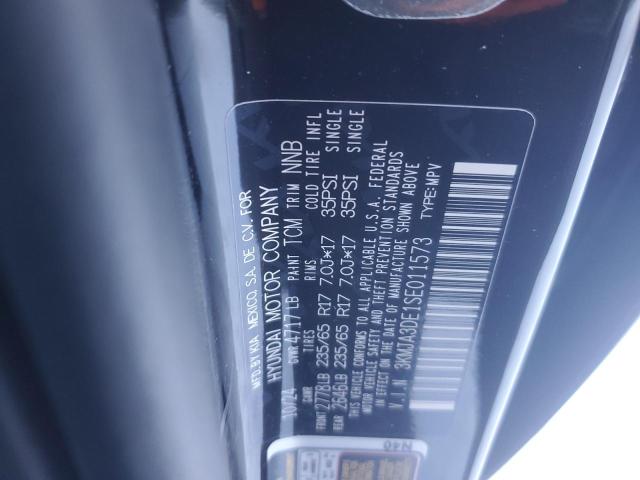 MFD.BY KIA MEXICO, S.A. DE C.V. FOR
HYUNDAI MOTOR COMPANY
10/24 GVWR 4717 LB PAINT TCM TRIM NNB
GAWR TIRES RIMS COLD TIRE INFL
FRONT 2778LB 235/65 R17 7.0J*17 35PSI SINGLE
REAR 2646LB 235/65 R17 7.0J*17 35PSI SINGLE
THIS VEHICLE CONFORMS TO ALL APPLICABLE U.S.A. FEDERAL
MOTOR VEHICLE SAFETY BUMPER, AND THEFT PREVENTION STANDARDS
IN EFFECT ON THE DATE OF MANUFACTURE SHOWN ABOVE
V.I.N 3KMJA3DE1SE011573 TYPE:MPV
N40